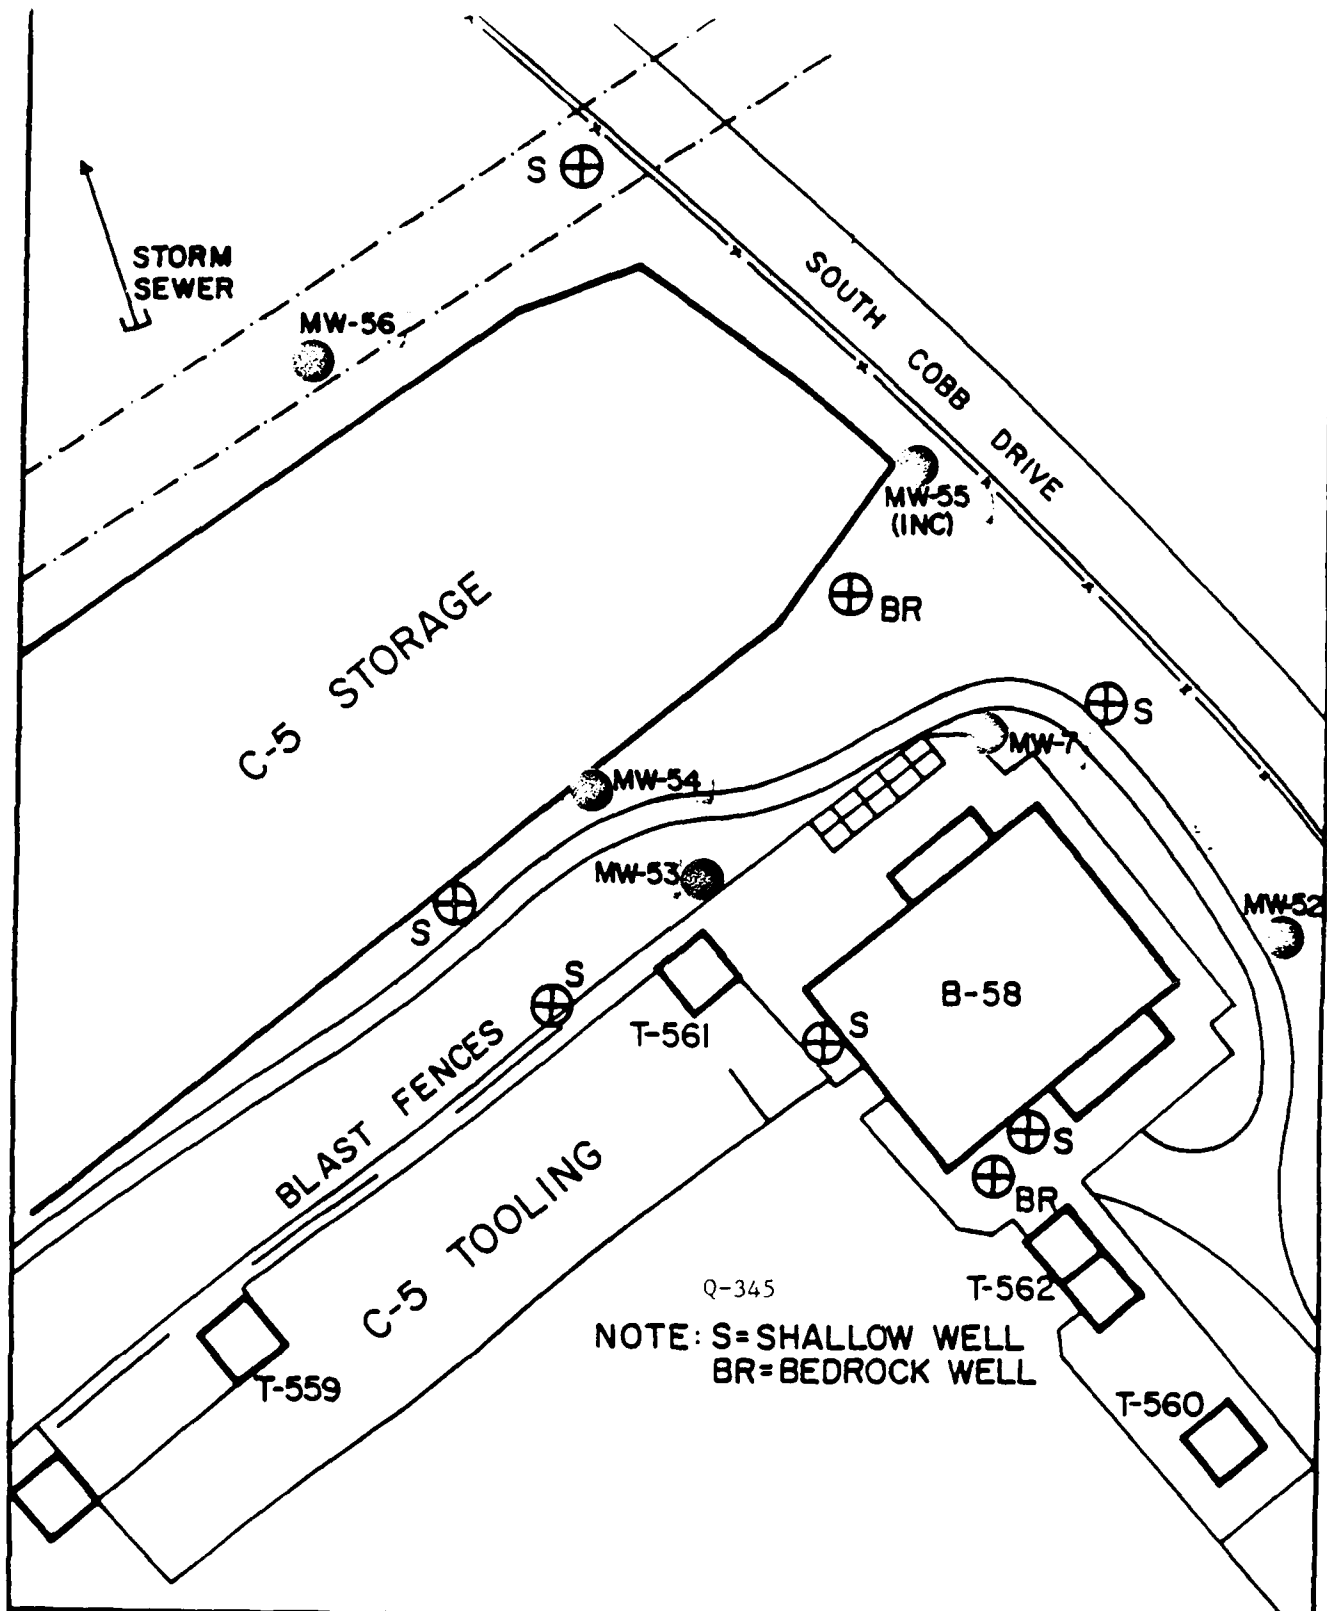 S
STORM
SEWER
MW-56
SOUTH COBB DRIVE
MW-55
(INC)
BR
C-5 STORAGE
S
MW-7
MW-54
MW-53
S
MW-52
S
B-58
T-561
S
BLAST FENCES
S
BR
C-5 TOOLING
T-562
Q-345
NOTE: S=SHALLOW WELL
BR=BEDROCK WELL
T-559
T-560